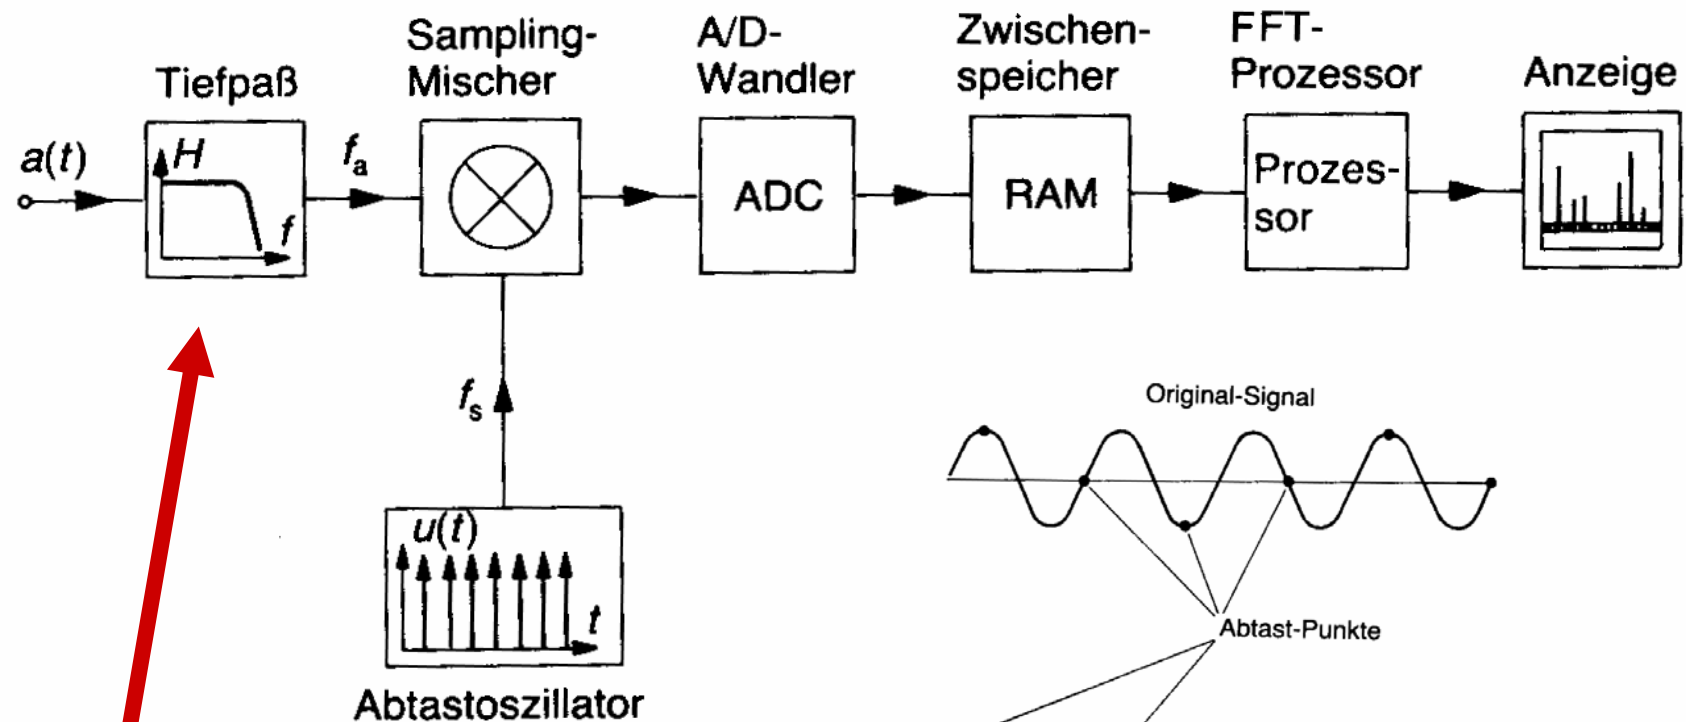 Tiefpaß
Sampling-
Mischer
A/D-
Wandler
Zwischen-
speicher
FFT-
Prozessor
Anzeige
a(t)
H
f
fa
ADC
RAM
Prozes-
sor
fs
u(t)
t
Abtastoszillator
Original-Signal
Abtast-Punkte